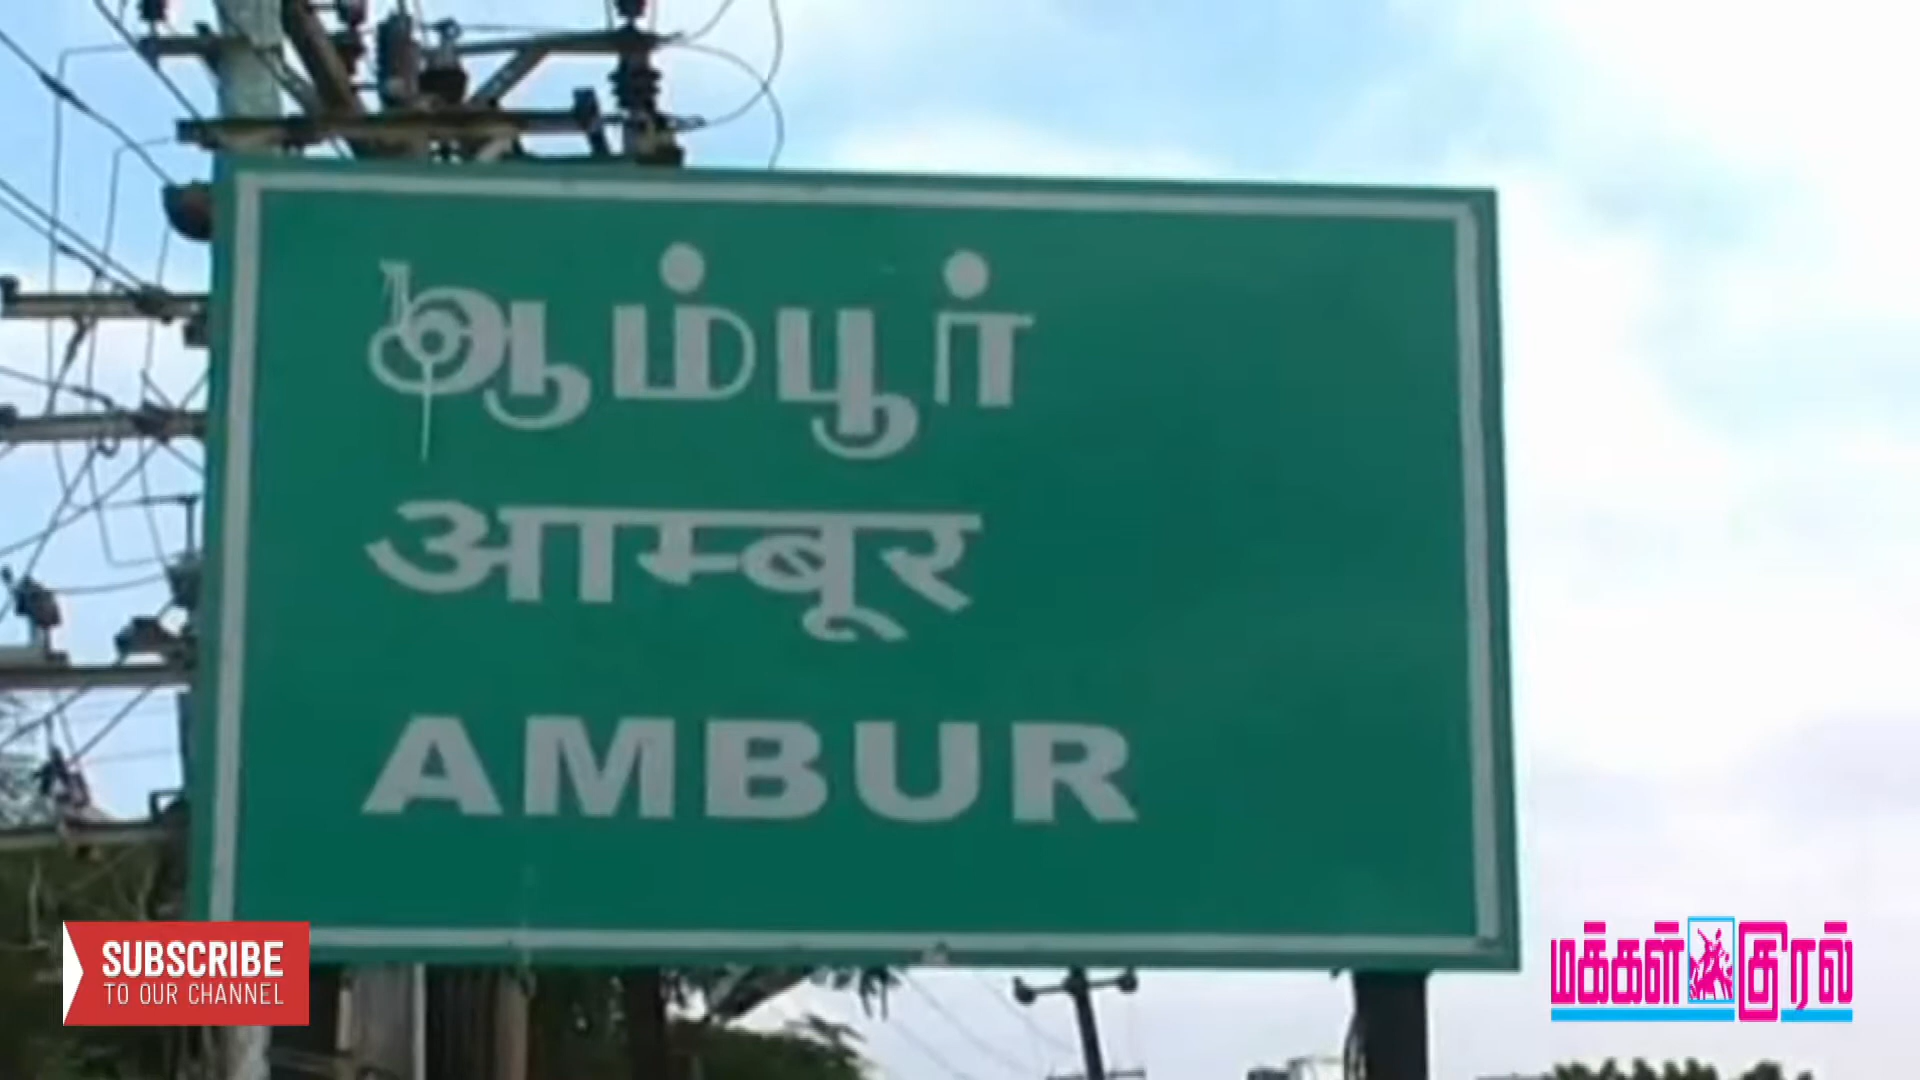 ஆம்பூர்
आम्बूर
AMBUR
SUBSCRIBE
TO OUR CHANNEL
மக்கள் குரல்